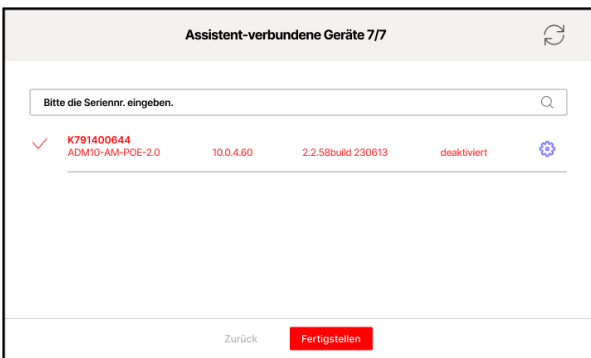 Assistent-verbundene Geräte 7/7
Bitte die Seriennr. eingeben.
K791400644
ADM10-AM-POE-2.0 10.0.4.60 2.2.58build 230613 deaktiviert
Zurück Fertigstellen